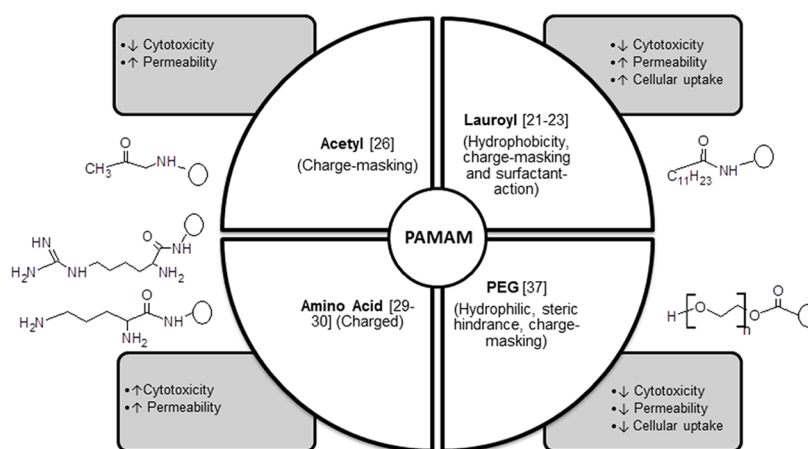 •↓ Cytotoxicity
•↑ Permeability
•↓ Cytotoxicity
•↑ Permeability
•↑ Cellular uptake
Acetyl [26]
(Charge-masking)
Lauroyl [21-23]
(Hydrophobicity,
charge-masking
and surfactant-
action)
O
CH3
NH
O
C11H23
NH
PAMAM
NH
H2N
NH
O
NH
NH2
H2N
O
NH
NH2
Amino Acid [29-
30] (Charged)
PEG [37]
(Hydrophilic, steric
hindrance, charge-
masking)
H
O
n
O
O
•↑Cytotoxicity
•↑ Permeability
•↓ Cytotoxicity
•↓ Permeability
•↓ Cellular uptake